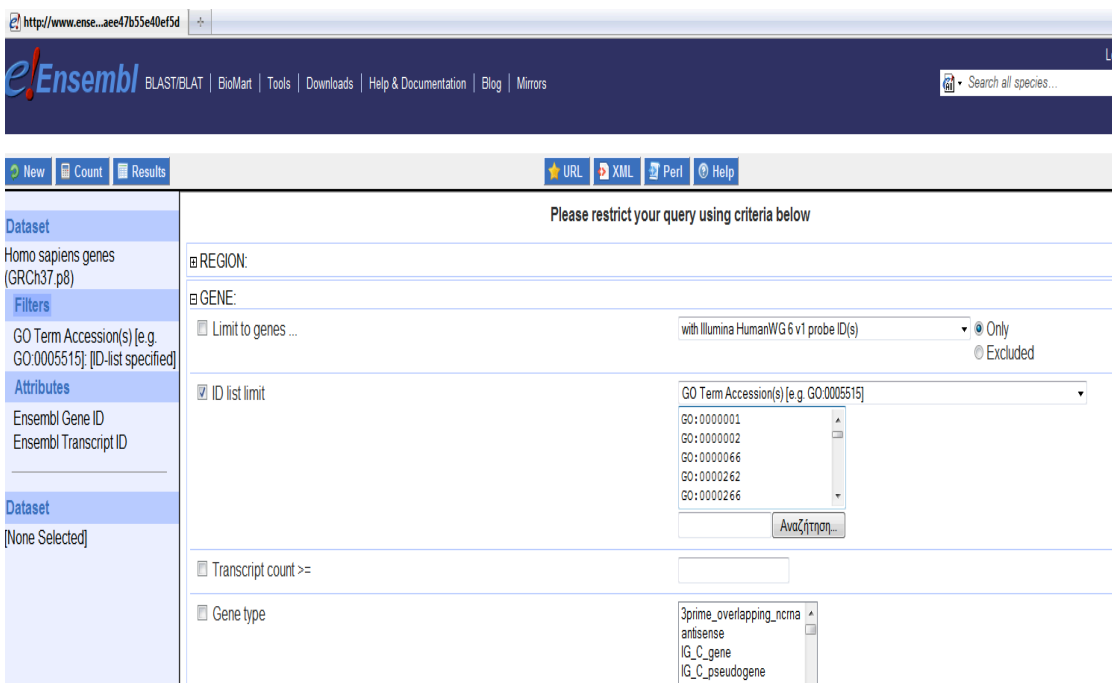 http://www.ense...aee47b55e40ef5d
e!Ensembl BLAST/BLAT | BioMart | Tools | Downloads | Help & Documentation | Blog | Mirrors
Search all species...
New Count Results URL XML Perl Help
Please restrict your query using criteria below
Dataset
Homo sapiens genes
(GRCh37.p8)
Filters
GO Term Accession(s) [e.g.
GO:0005515]: [ID-list specified]
Attributes
Ensembl Gene ID
Ensembl Transcript ID
Dataset
[None Selected]
REGION:
GENE:
Limit to genes ... with Illumina HumanWG 6 v1 probe ID(s) Only
Excluded
ID list limit GO Term Accession(s) [e.g. GO:0005515]
GO:0000001
GO:0000002
GO:0000066
GO:0000262
GO:0000266
Αναζήτηση...
Transcript count >=
Gene type 3prime_overlapping_ncrna
antisense
IG_C_gene
IG_C_pseudogene